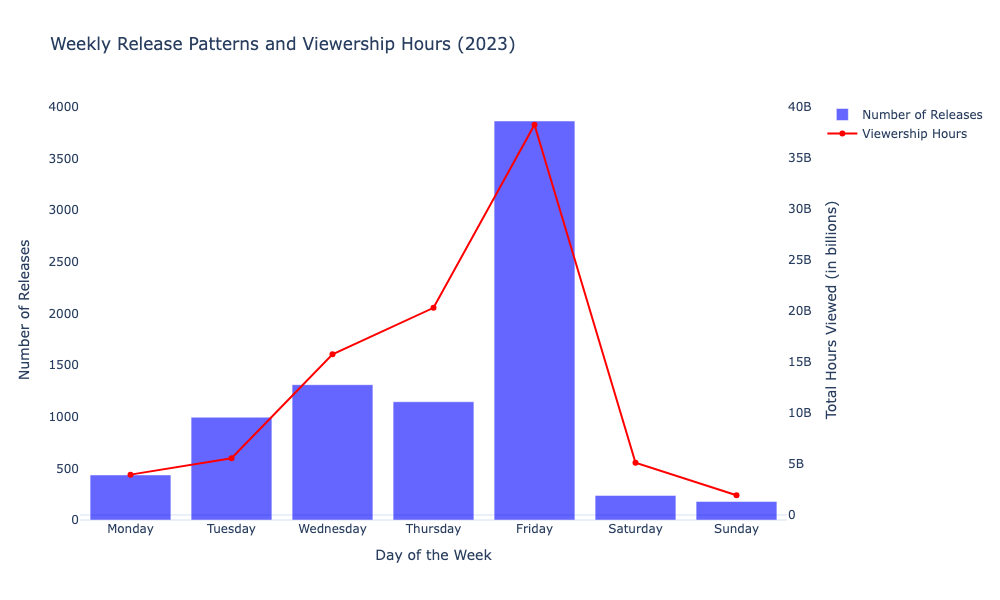 Weekly Release Patterns and Viewership Hours (2023)
Number of Releases
Viewership Hours
4000
3500
3000
2500
2000
1500
1000
500
0
Number of Releases
40B
35B
30B
25B
20B
15B
10B
5B
0
Total Hours Viewed (in billions)
Monday Tuesday Wednesday Thursday Friday Saturday Sunday
Day of the Week